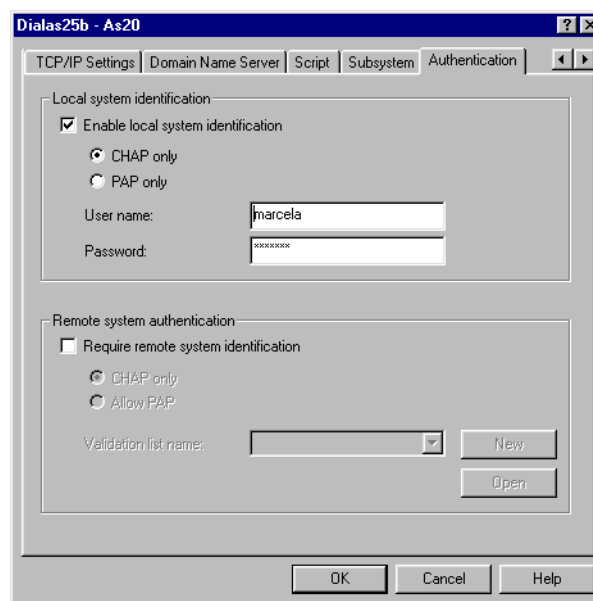 Dialas25b - As20
TCP/IP Settings Domain Name Server Script Subsystem Authentication
Local system identification
Enable local system identification
CHAP only
PAP only
User name: marcela
Password: xxxxxxx
Remote system authentication
Require remote system identification
CHAP only
Allow PAP
Validation list name: New
Open
OK Cancel Help